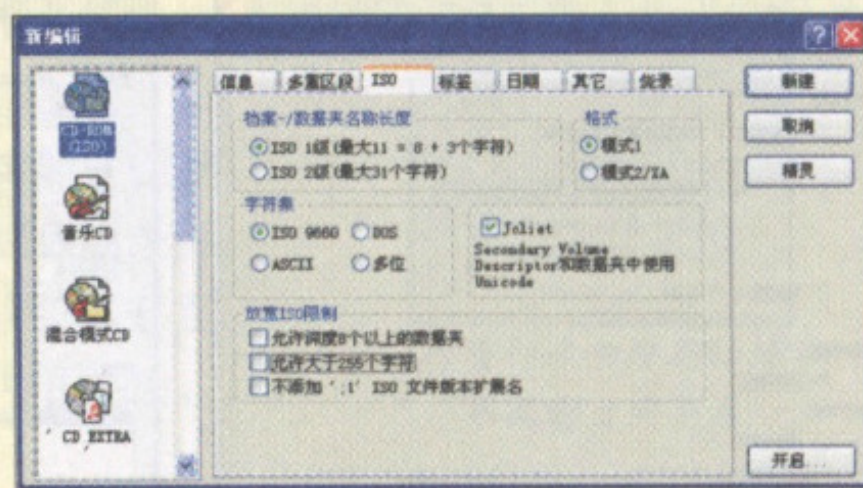 新编辑
CD-ROM
(ISO)
音乐CD
混合模式CD
CD EXTRA
信息 多重区段 ISO 标签 日期 其它 烧录
档案-/数据夹名称长度
ISO 1级(最大11 = 8 + 3个字符)
ISO 2级(最大31个字符)
格式
模式1
模式2/XA
字符集
ISO 9660 DOS
ASCII 多位
Joliet
Secondary Volume
Descriptor和数据夹中使用
Unicode
放宽ISO限制
允许深度8个以上的数据夹
允许大于255个字符
不添加 ';1' ISO 文件版本扩展名
新建
取消
精灵
开启...